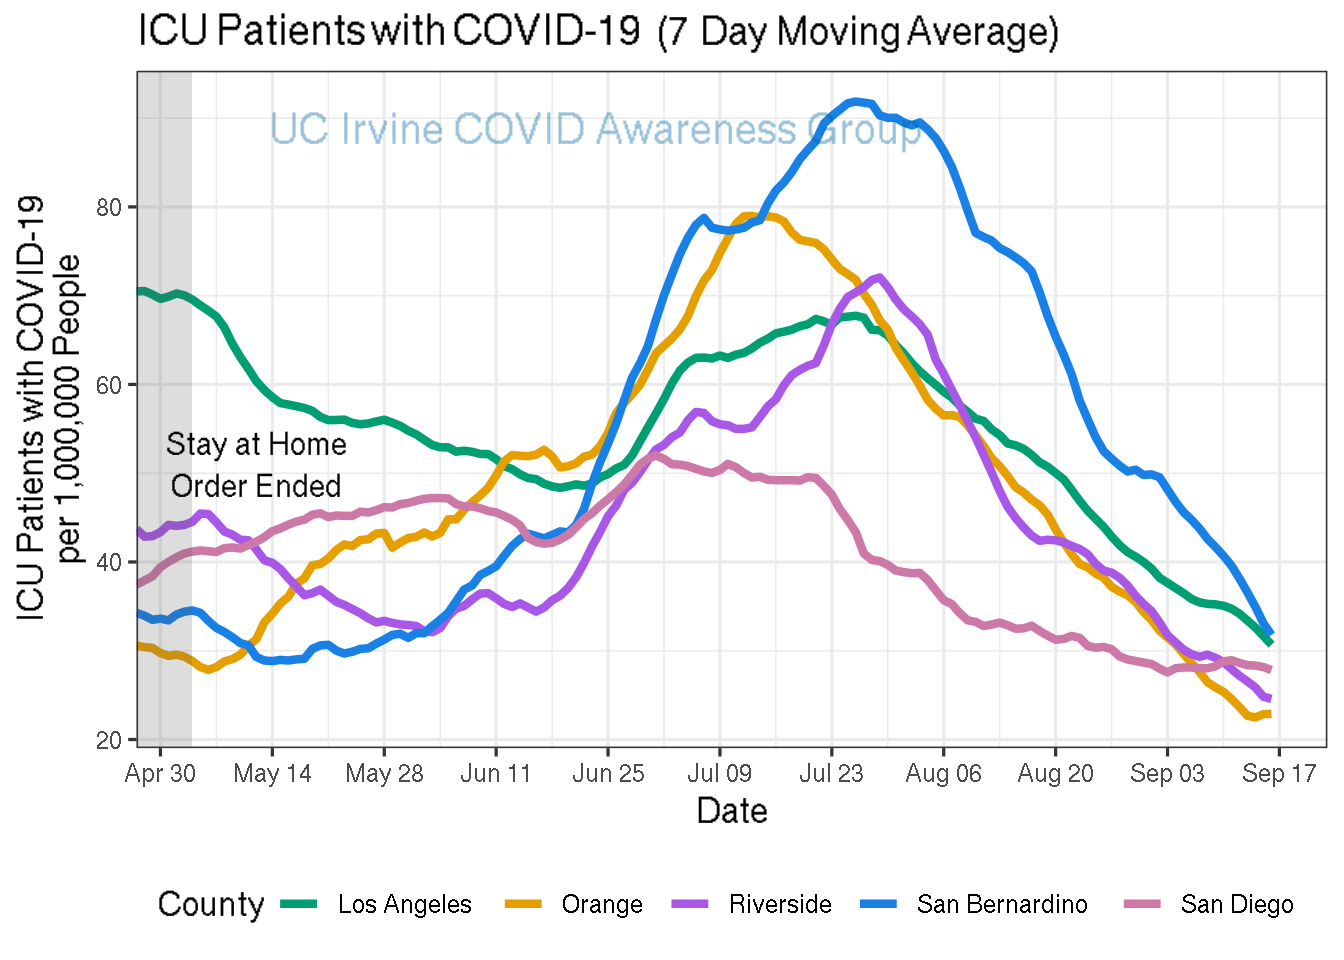 ICU Patients with COVID-19 (7 Day Moving Average)
UC Irvine COVID Awareness Group
ICU Patients with COVID-19
per 1,000,000 People
80
60
40
20
Stay at Home
Order Ended
Apr 30 May 14 May 28 Jun 11 Jun 25 Jul 09 Jul 23 Aug 06 Aug 20 Sep 03 Sep 17
Date
County Los Angeles Orange Riverside San Bernardino San Diego